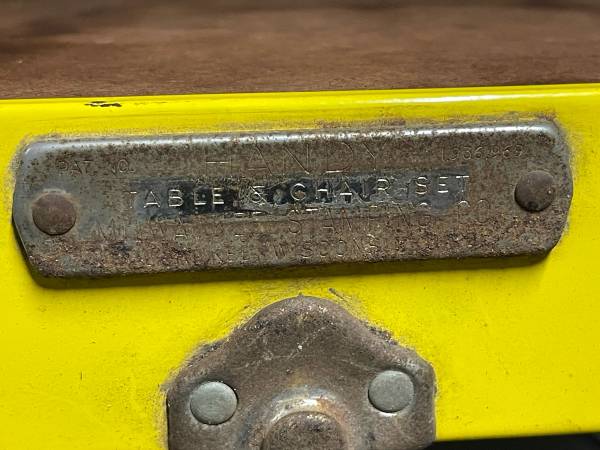 PAT. NO. HANDY
TABLE & CHAIR SET
MILWAUKEE STAMPING CO.
WISCONSIN